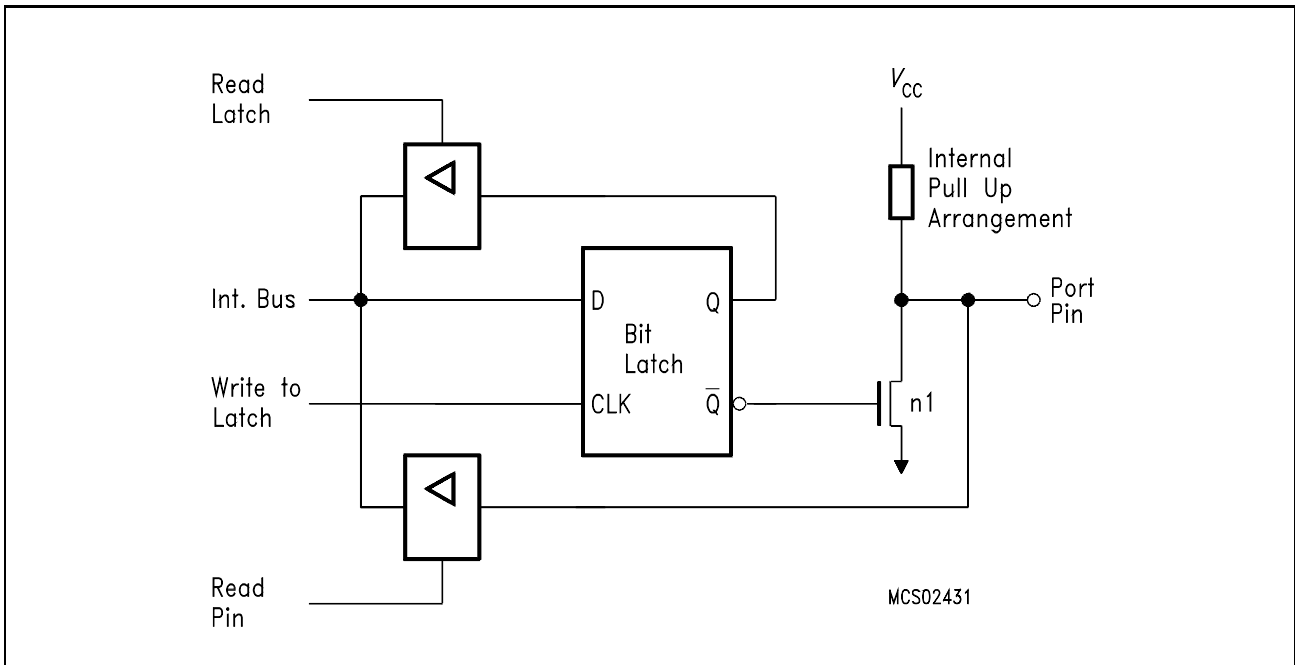 Read
Latch
V_CC
Internal
Pull Up
Arrangement
Int. Bus
D
Q
Port
Pin
Bit
Latch
Write to
Latch
CLK
Q̅
n1
Read
Pin
MCS02431